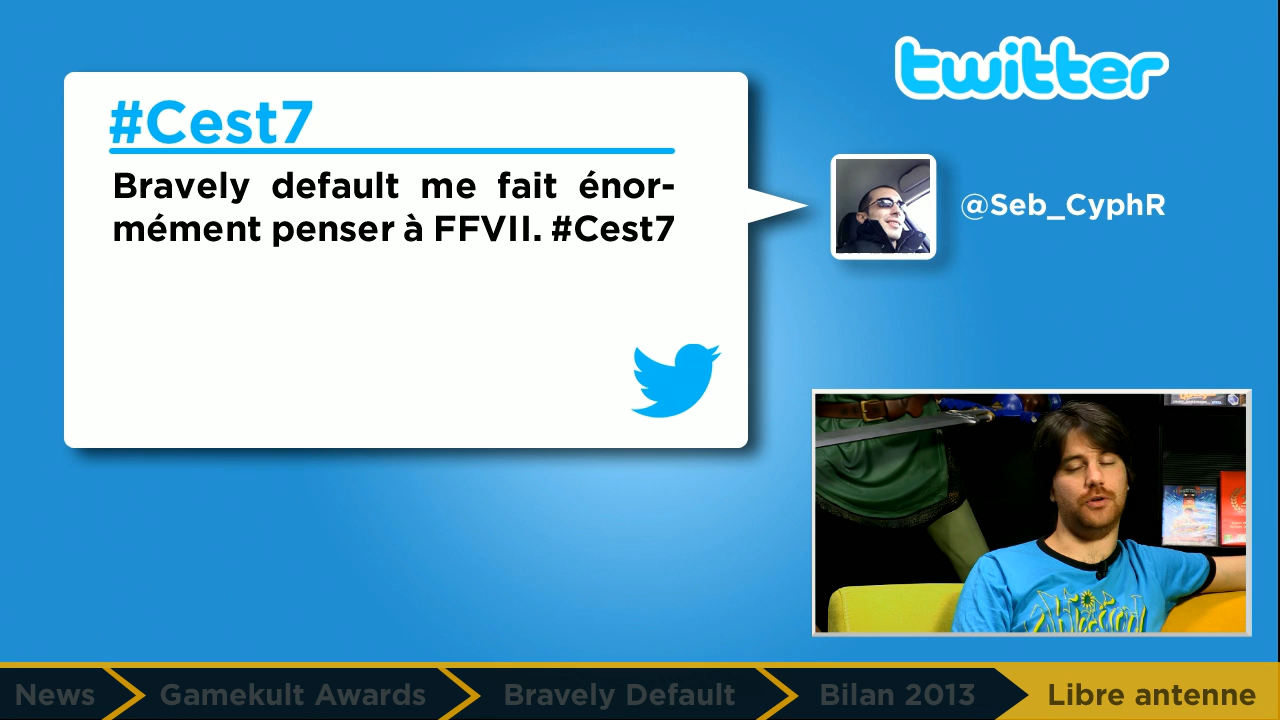 twitter
#Cest7
Bravely default me fait énor-
mément penser à FFVII. #Cest7
@Seb_CyphR
News
Gamekult Awards
Bravely Default
Bilan 2013
Libre antenne